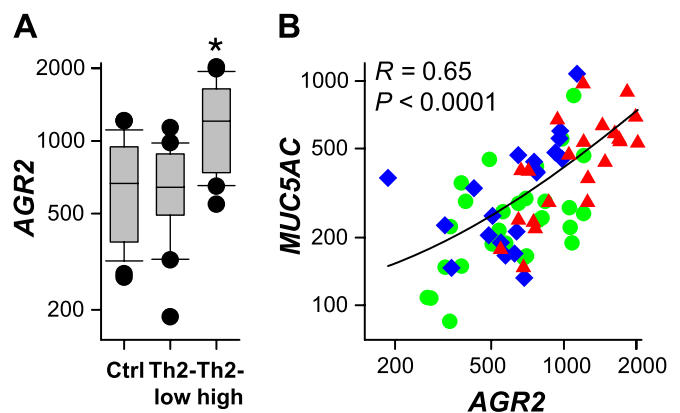 A
*
2000
1000
500
200
AGR2
Ctrl Th2- Th2-
low high
B
R = 0.65
P < 0.0001
1000
500
200
100
MUC5AC
200 500 1000 2000
AGR2